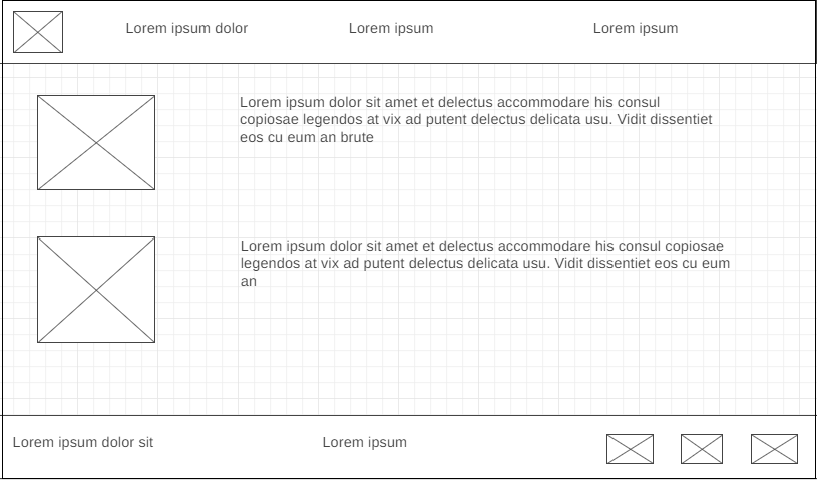 Lorem ipsum dolor
Lorem ipsum
Lorem ipsum
Lorem ipsum dolor sit amet et delectus accommodare his consul
copiosae legendos at vix ad putent delectus delicata usu. Vidit dissentiet
eos cu eum an brute
Lorem ipsum dolor sit amet et delectus accommodare his consul copiosae
legendos at vix ad putent delectus delicata usu. Vidit dissentiet eos cu eum
an
Lorem ipsum dolor sit
Lorem ipsum